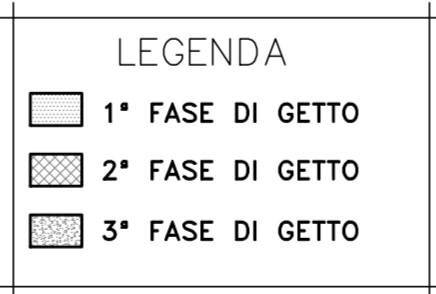 LEGENDA
1ª FASE DI GETTO
2ª FASE DI GETTO
3ª FASE DI GETTO